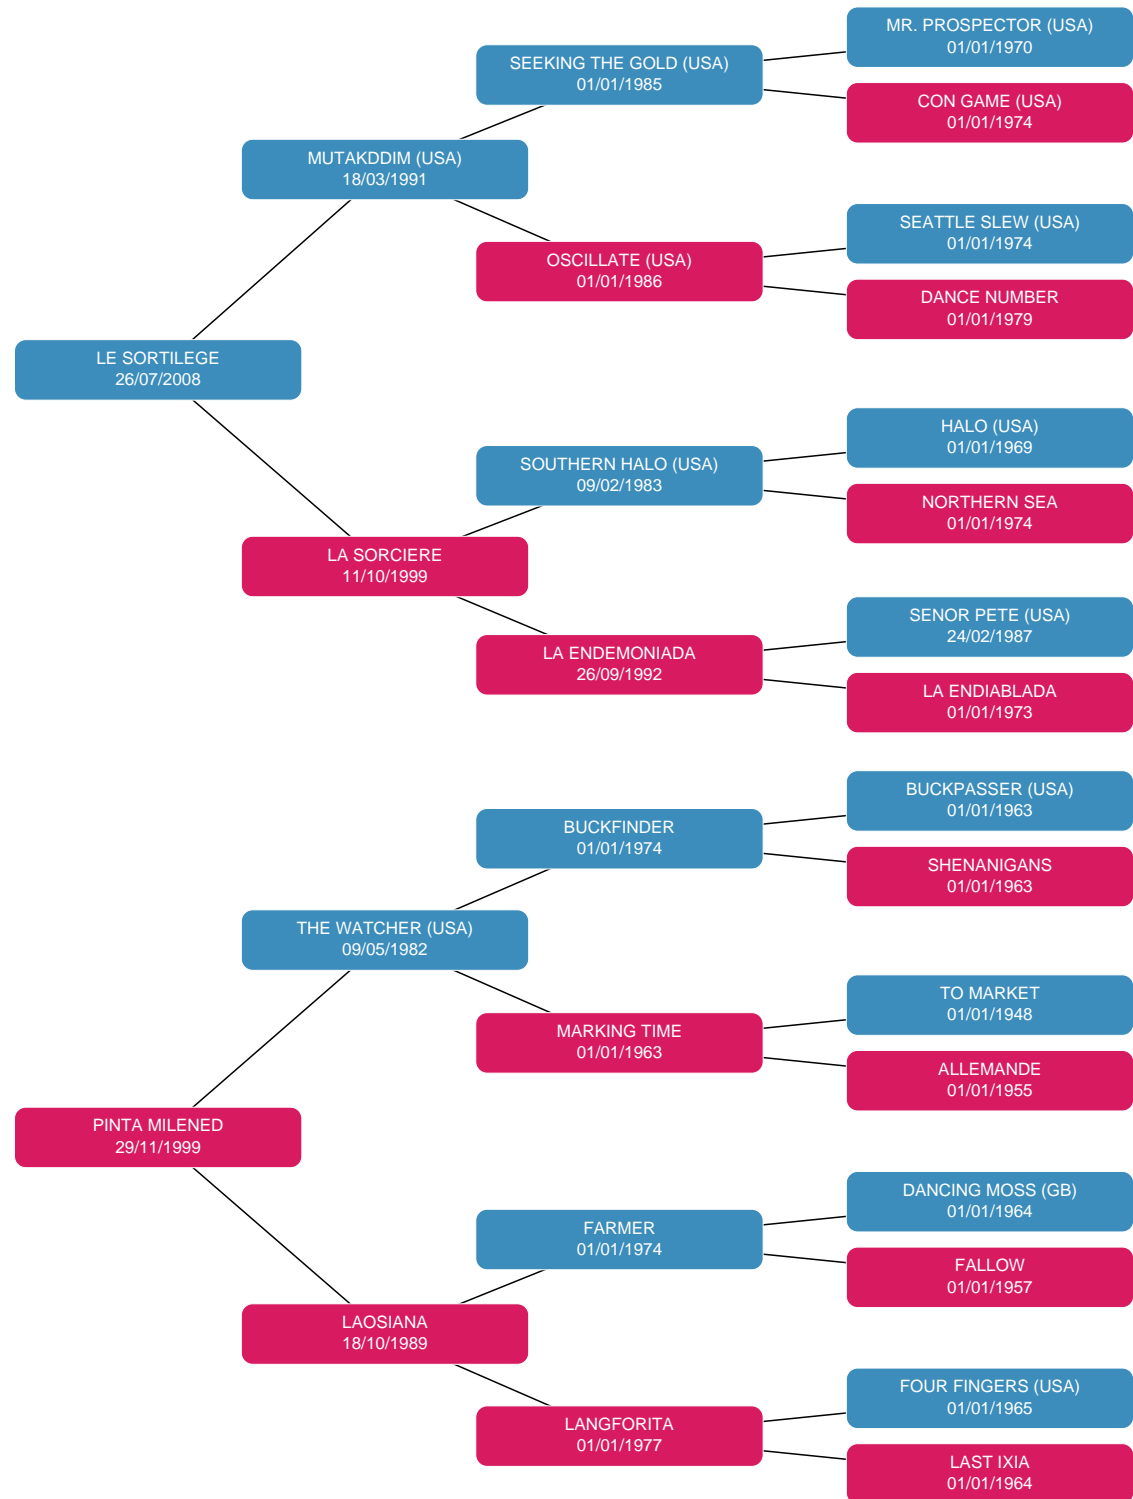 MR. PROSPECTOR (USA)
01/01/1970
SEEKING THE GOLD (USA)
01/01/1985
CON GAME (USA)
01/01/1974
MUTAKDDIM (USA)
18/03/1991
SEATTLE SLEW (USA)
01/01/1974
OSCILLATE (USA)
01/01/1986
DANCE NUMBER
01/01/1979
LE SORTILEGE
26/07/2008
HALO (USA)
01/01/1969
SOUTHERN HALO (USA)
09/02/1983
NORTHERN SEA
01/01/1974
LA SORCIERE
11/10/1999
SENOR PETE (USA)
24/02/1987
LA ENDEMONIADA
26/09/1992
LA ENDIABLADA
01/01/1973
BUCKPASSER (USA)
01/01/1963
BUCKFINDER
01/01/1974
SHENANIGANS
01/01/1963
THE WATCHER (USA)
09/05/1982
TO MARKET
01/01/1948
MARKING TIME
01/01/1963
ALLEMANDE
01/01/1955
PINTA MILENED
29/11/1999
DANCING MOSS (GB)
01/01/1964
FARMER
01/01/1974
FALLOW
01/01/1957
LAOSIANA
18/10/1989
FOUR FINGERS (USA)
01/01/1965
LANGFORITA
01/01/1977
LAST IXIA
01/01/1964